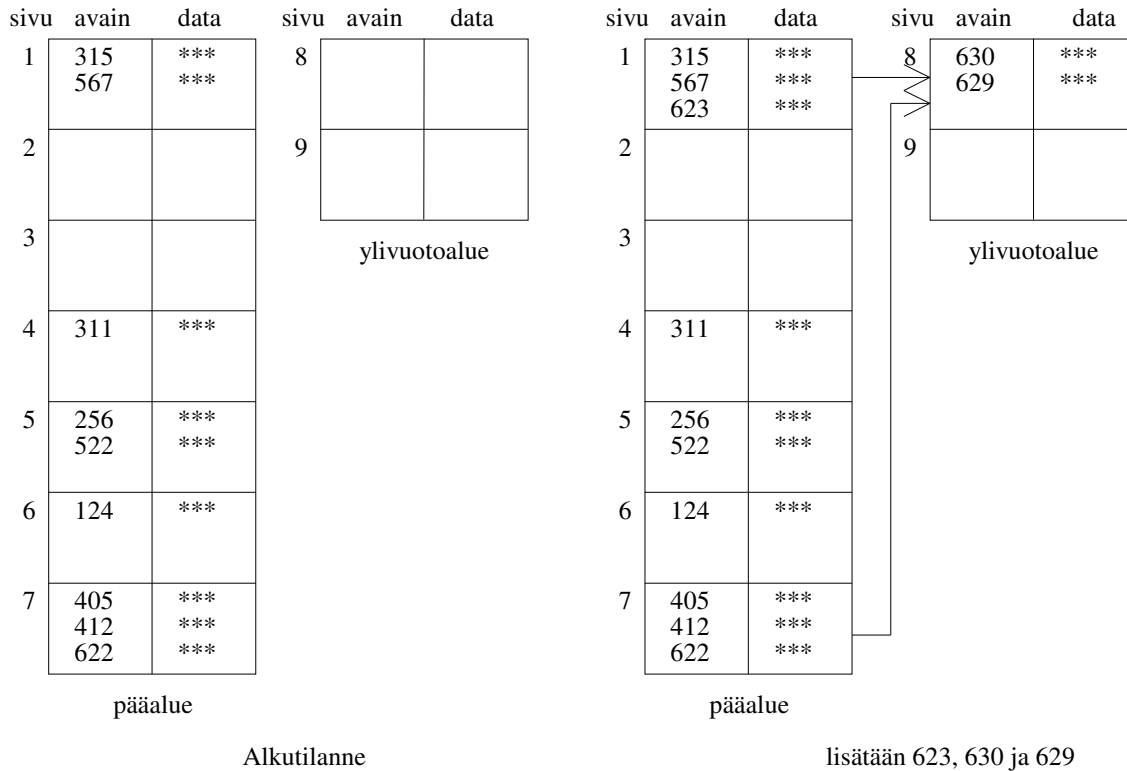 sivu avain data sivu avain data
1 315 ***
567 ***
8
2
9
3
ylivuotoalue
4 311 ***
5 256 ***
522 ***
6 124 ***
7 405 ***
412 ***
622 ***
pääalue
Alkutilanne
sivu avain data sivu avain data
1 315 ***
567 ***
623 ***
8 630 ***
629 ***
2
9
3
ylivuotoalue
4 311 ***
5 256 ***
522 ***
6 124 ***
7 405 ***
412 ***
622 ***
pääalue
lisätään 623, 630 ja 629